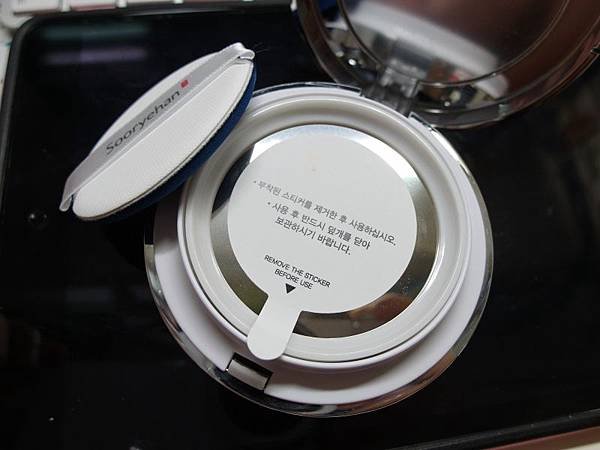 Sooryehan
• 부착된 스티커를 제거한 후 사용하십시오.
• 사용 후 반드시 덮개를 닫아
보관하시기 바랍니다.
REMOVE THE STICKER
BEFORE USE